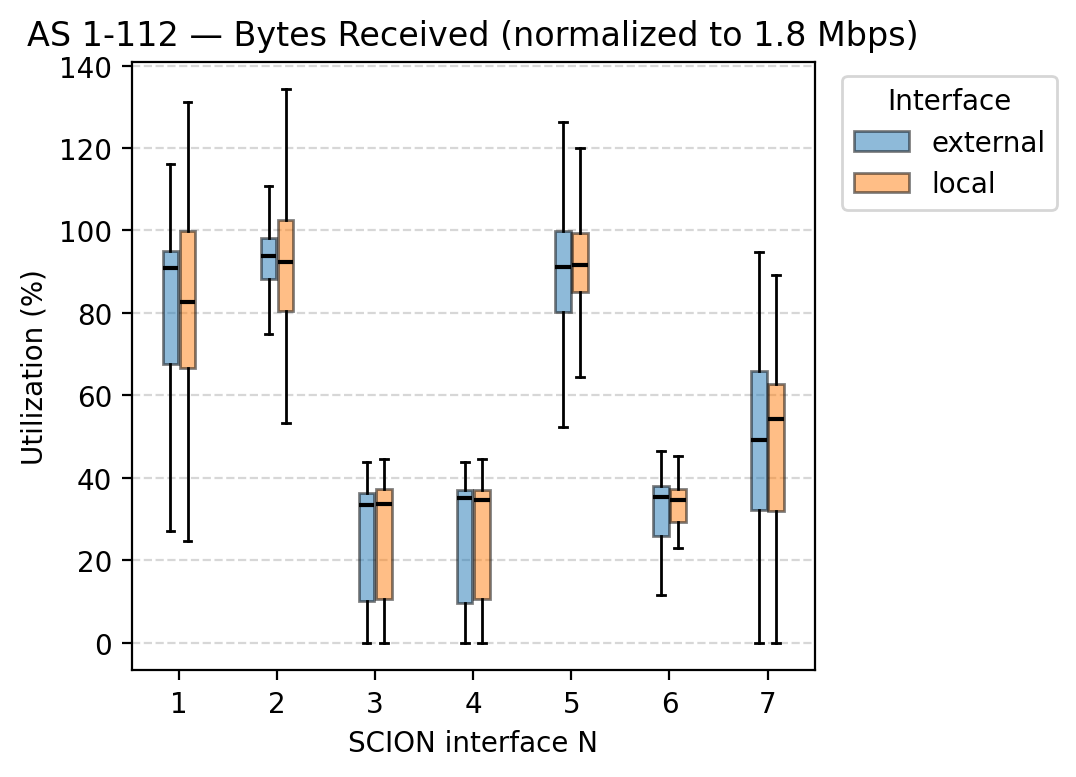 AS 1-112 — Bytes Received (normalized to 1.8 Mbps)
Utilization (%)
140
120
100
80
60
40
20
0
1 2 3 4 5 6 7
SCION interface N
Interface
external
local